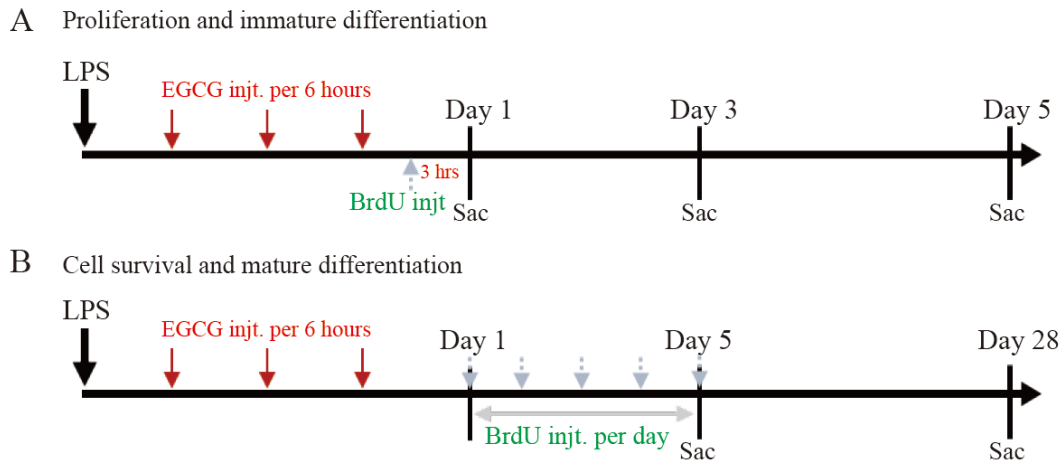 A Proliferation and immature differentiation
LPS
EGCG injt. per 6 hours
Day 1
Day 3
Day 5
3 hrs
BrdU injt
Sac
Sac
Sac
B Cell survival and mature differentiation
LPS
EGCG injt. per 6 hours
Day 1
Day 5
Day 28
BrdU injt. per day
Sac
Sac